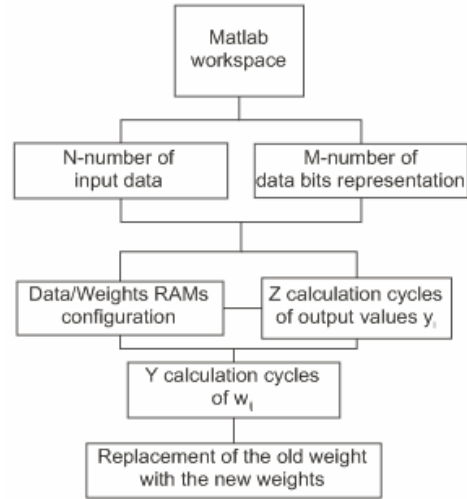 Matlab
workspace
N-number of
input data
M-number of
data bits representation
Data/Weights RAMs
configuration
Z calculation cycles
of output values yᵢ
Y calculation cycles
of wᵢⱼ
Replacement of the old weight
with the new weights